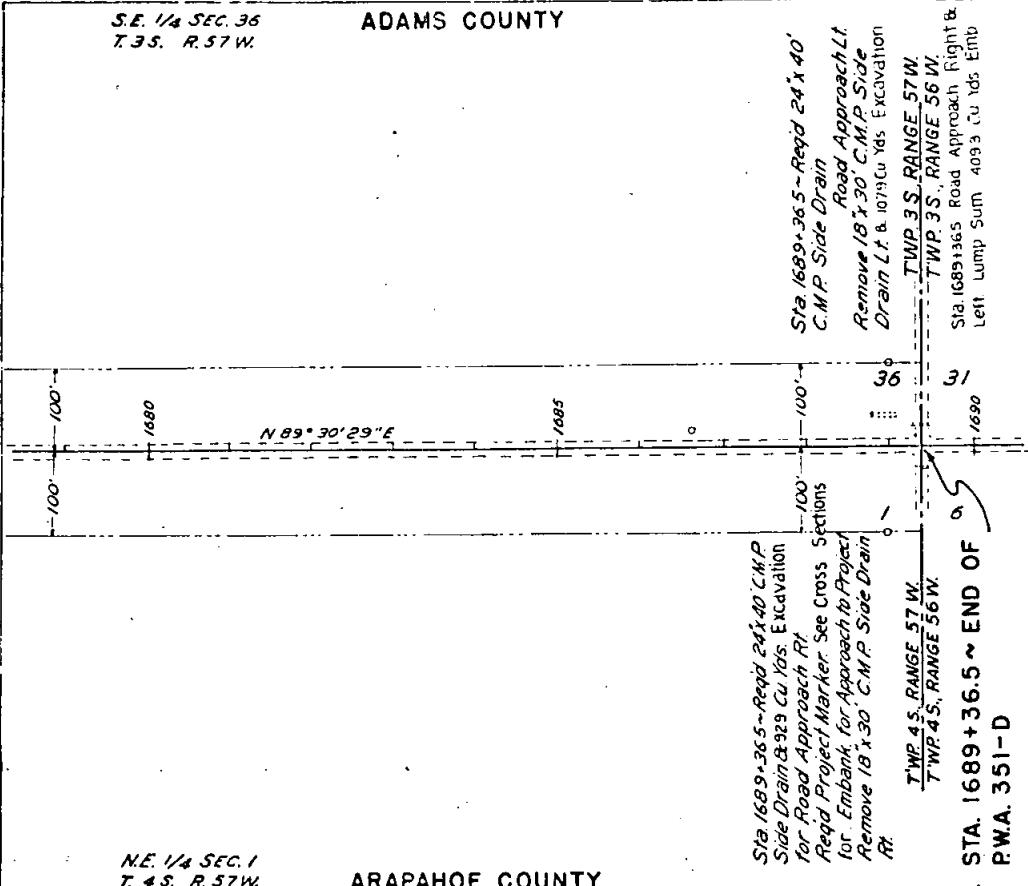 S.E. 1/4 SEC. 36
T. 3 S. R. 57 W.
ADAMS COUNTY
Sta. 1689+36.5 ~ Reqd 24"x 40'
C.M.P. Side Drain
Road Approach Lt.
Remove 18"x 30' C.M.P. Side
Drain Lt. & 1079 Cu Yds Excavation
TWP. 3 S., RANGE 57 W.
TWP. 3 S., RANGE 56 W.
Sta. 1689+36.5 Road Approach Right &
Left Lump Sum 4093 Cu Yds Emb
36
31
100'
100'
1680
N 89° 30' 29" E
1685
1690
100'
100'
1
6
Sta. 1689+36.5 ~ Reqd 24"x 40' C.M.P.
Side Drain & 929 Cu Yds. Excavation
for Road Approach Rt.
Reqd Project Marker. See Cross Sections
for Embank. for Approach to Project
Remove 18"x 30' C.M.P. Side Drain
Rt.
TWP. 4 S., RANGE 57 W.
TWP. 4 S., RANGE 56 W.
STA. 1689+36.5 ~ END OF
P.W.A. 351-D
N.E. 1/4 SEC. 1
T. 4 S. R. 57 W.
ARAPAHOE COUNTY